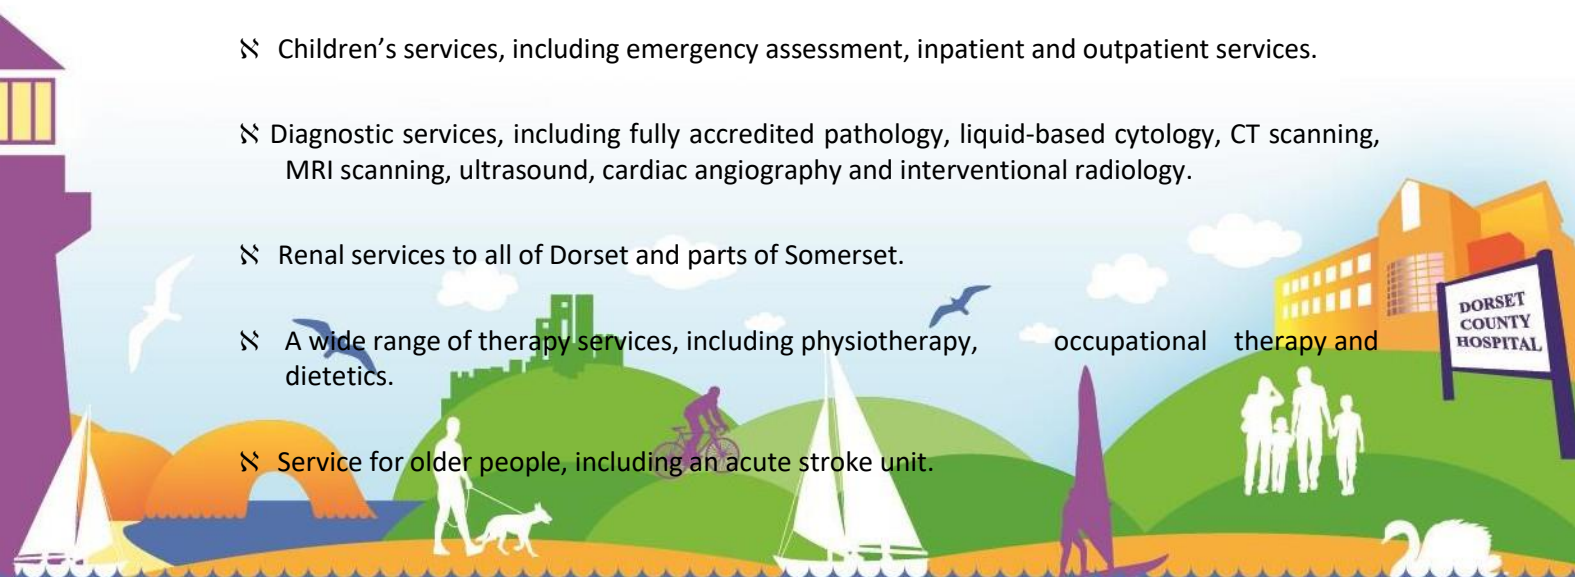 ℵ Children’s services, including emergency assessment, inpatient and outpatient services.
ℵ Diagnostic services, including fully accredited pathology, liquid-based cytology, CT scanning,
MRI scanning, ultrasound, cardiac angiography and interventional radiology.
ℵ Renal services to all of Dorset and parts of Somerset.
ℵ A wide range of therapy services, including physiotherapy, occupational therapy and
dietetics.
ℵ Service for older people, including an acute stroke unit.
DORSET
COUNTY
HOSPITAL